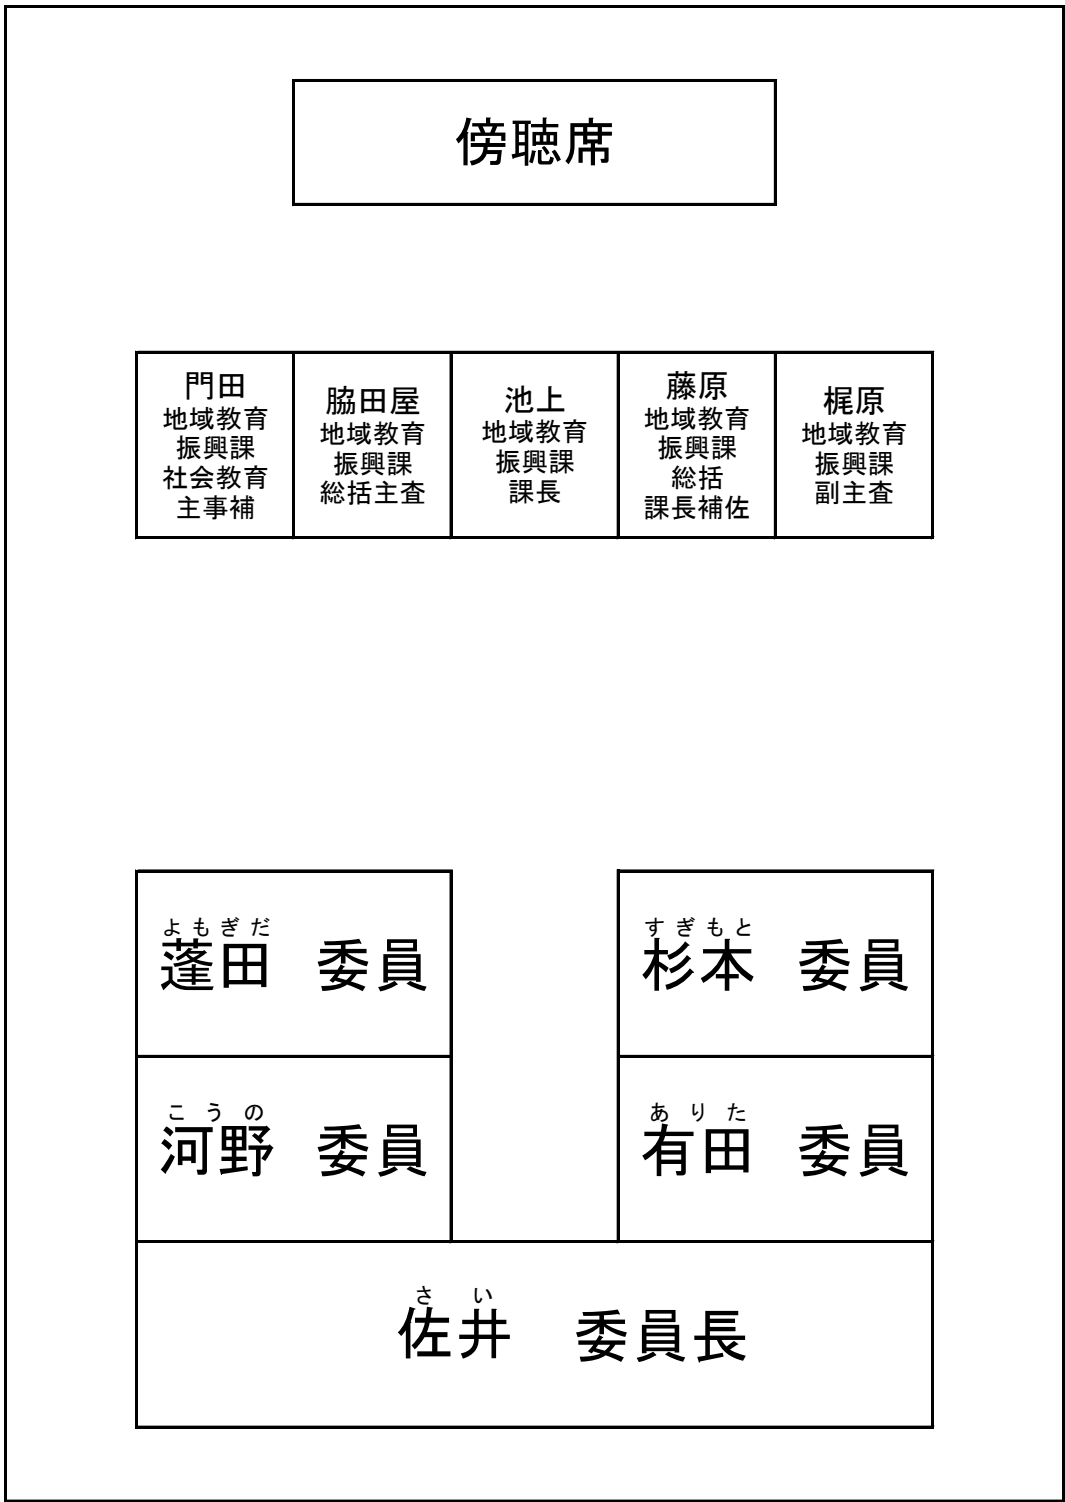 傍聴席
門田
地域教育
振興課
社会教育
主事補
脇田屋
地域教育
振興課
総括主査
池上
地域教育
振興課
課長
藤原
地域教育
振興課
総括
課長補佐
梶原
地域教育
振興課
副主査
よもぎだ
蓬田　委員
すぎもと
杉本　委員
こうの
河野　委員
ありた
有田　委員
さい
佐井　委員長